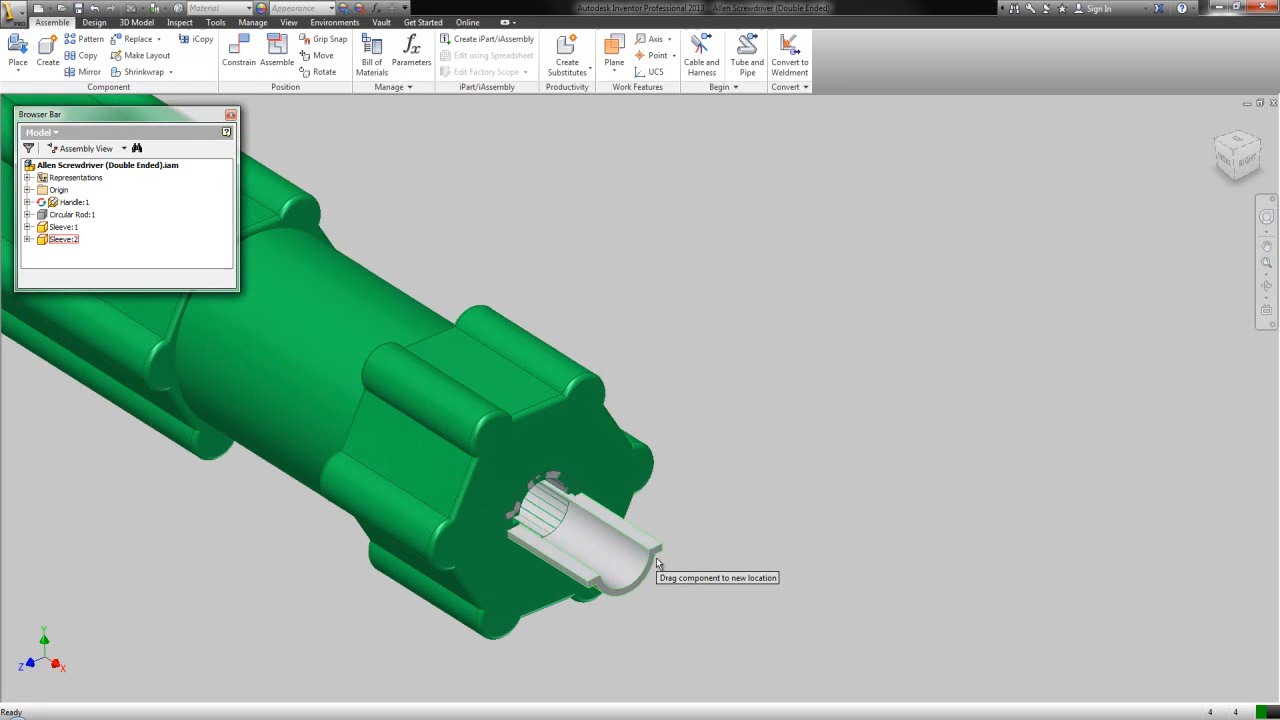 PRO
Material
Appearance
Autodesk Inventor Professional 2013 Allen Screwdriver (Double Ended)
Sign In
Assemble Design 3D Model Inspect Tools Manage View Environments Vault Get Started Online
Place
Create
Pattern
Copy
Mirror
Replace
Make Layout
Shrinkwrap
iCopy
Component
Constrain
Assemble
Grip Snap
Move
Rotate
Position
Bill of
Materials
Parameters
Manage
Create iPart/iAssembly
Edit using Spreadsheet
Edit Factory Scope
iPart/iAssembly
Create
Substitutes
Productivity
Plane
Axis
Point
UCS
Work Features
Cable and
Harness
Tube and
Pipe
Begin
Convert to
Weldment
Convert
Browser Bar
Model
Assembly View
Allen Screwdriver (Double Ended).iam
Representations
Origin
Handle:1
Circular Rod:1
Sleeve:1
Sleeve:2
RIGHT
Drag component to new location
Y
Z
X
Ready
4 4